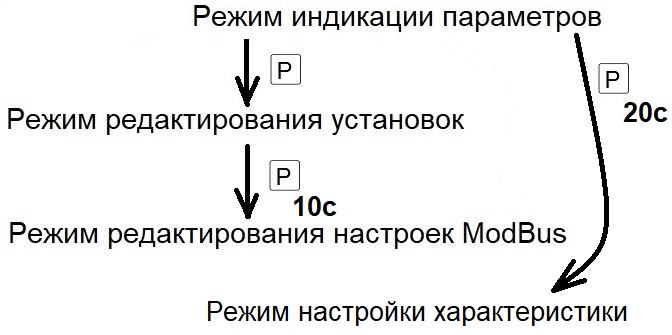 Режим индикации параметров
P
P
20с
Режим редактирования установок
P
10с
Режим редактирования настроек ModBus
Режим настройки характеристики